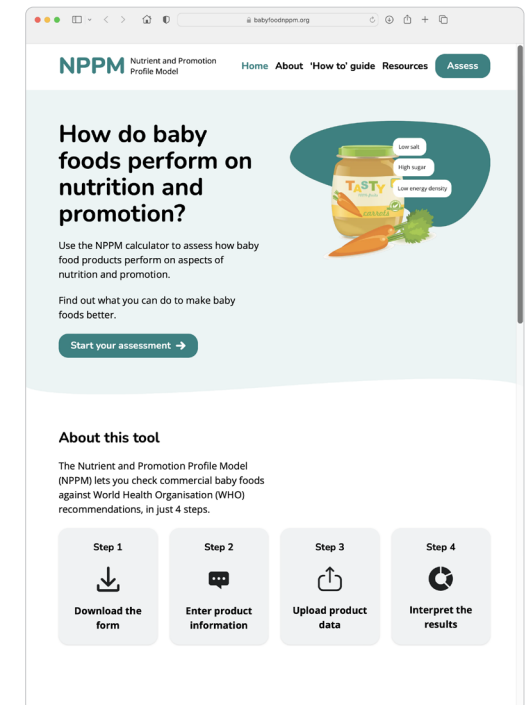 babyfoodnppm.org
NPPM
Nutrient and Promotion
Profile Model
Home About 'How to' guide Resources Assess
How do baby
foods perform on
nutrition and
promotion?
Low salt
High sugar
Low energy density
TASTY
carrots
Use the NPPM calculator to assess how baby
food products perform on aspects of
nutrition and promotion.
Find out what you can do to make baby
foods better.
Start your assessment →
About this tool
The Nutrient and Promotion Profile Model
(NPPM) lets you check commercial baby foods
against World Health Organisation (WHO)
recommendations, in just 4 steps.
Step 1
Download the
form
Step 2
Enter product
information
Step 3
Upload product
data
Step 4
Interpret the
results